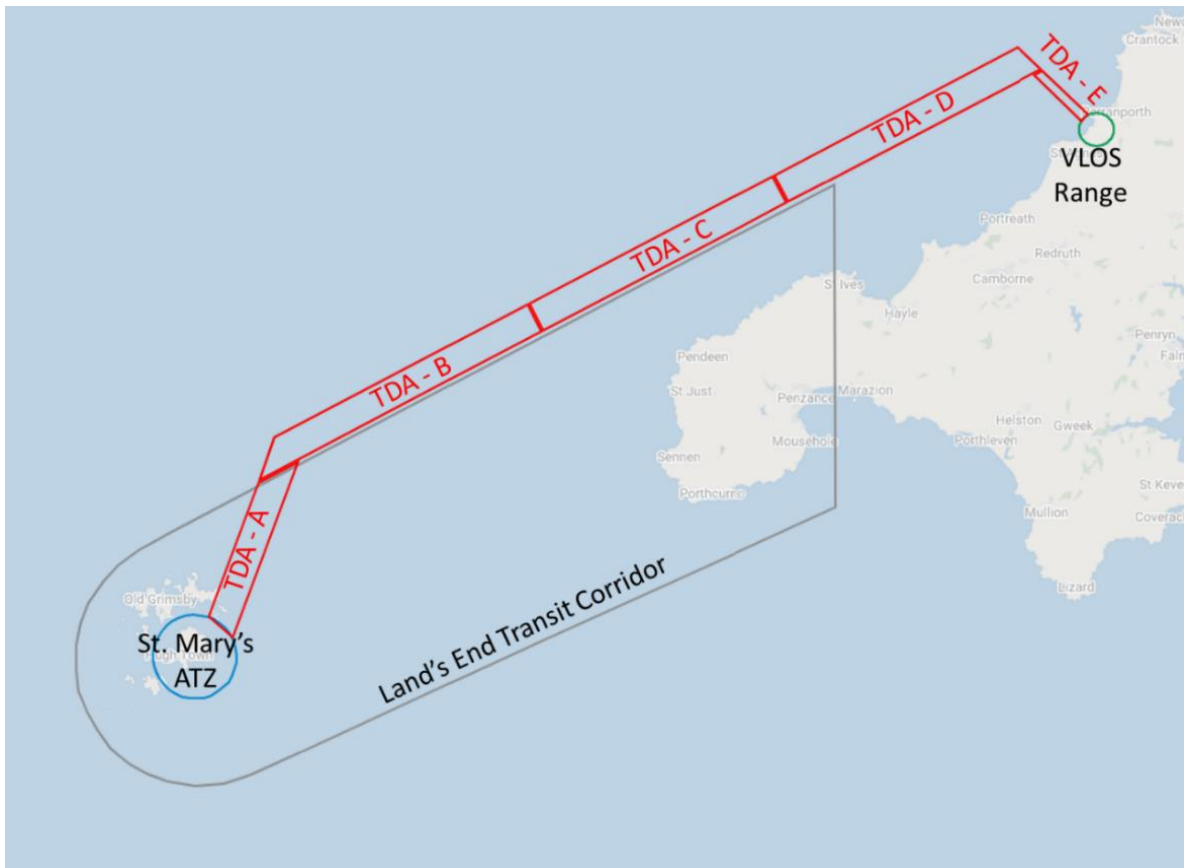 Crantock
TDA - E
Perranporth
TDA - D
VLOS
Range
Portreath
TDA - C
Redruth
St Ives
Camborne
Hayle
Penryn
Pendeen
TDA - B
St Just
Penzance
Marazion
Helston
Gweek
Mousehole
Porthleven
Sennen
Porthcurno
St Keve
Mullion
Coverack
TDA - A
Old Grimsby
Lizard
Land's End Transit Corridor
St. Mary's
ATZ